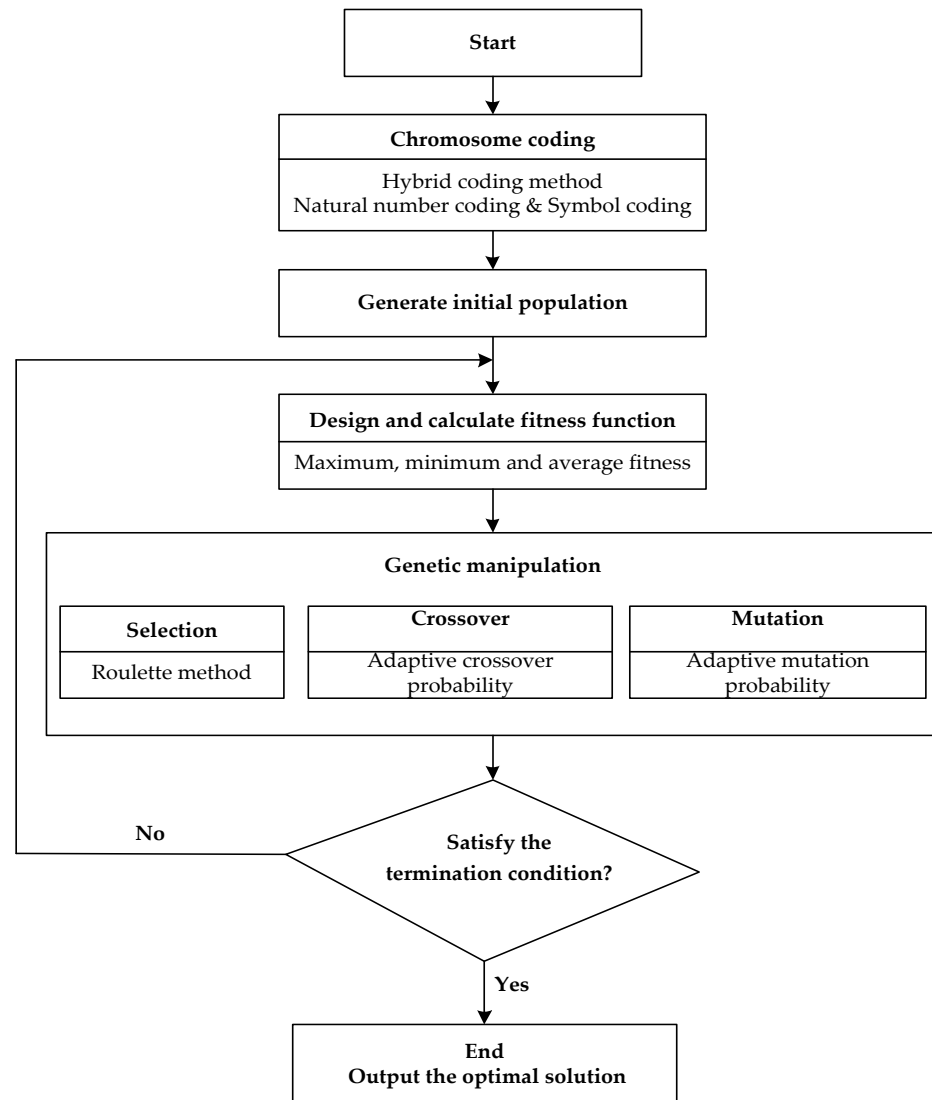 Start
Chromosome coding
Hybrid coding method
Natural number coding & Symbol coding
Generate initial population
Design and calculate fitness function
Maximum, minimum and average fitness
Genetic manipulation
Selection
Roulette method
Crossover
Adaptive crossover
probability
Mutation
Adaptive mutation
probability
Satisfy the
termination condition?
No
Yes
End
Output the optimal solution